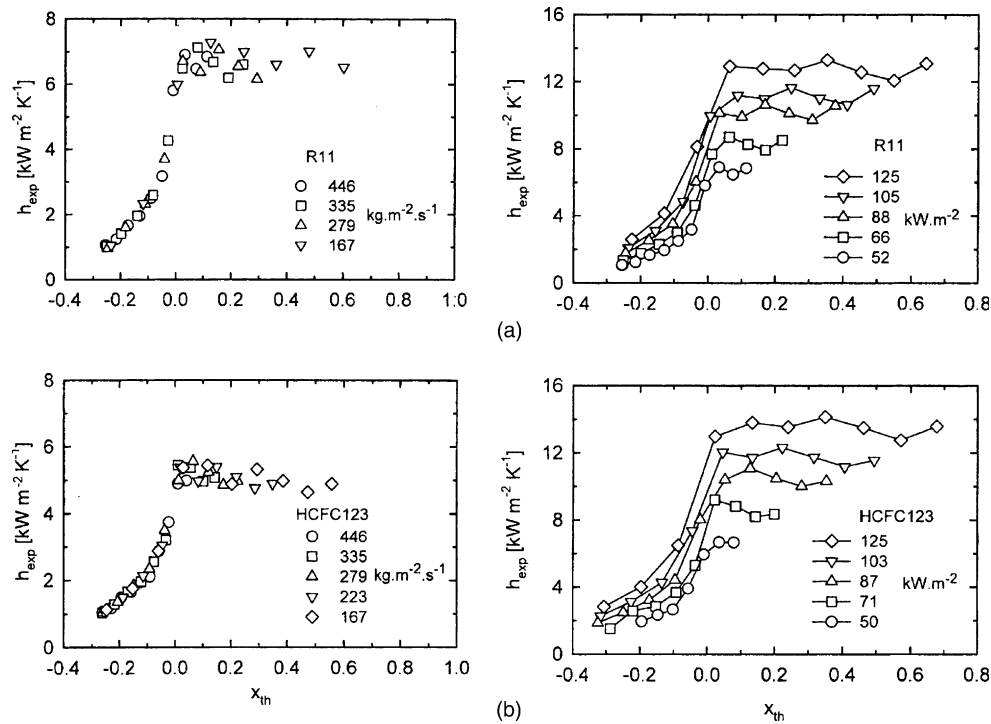 8
6
4
2
0
h_exp [kW m⁻² K⁻¹]
R11
446
335
279
167
kg.m⁻².s⁻¹
-0.4 -0.2 0.0 0.2 0.4 0.6 0.8 1.0
16
12
8
4
0
h_exp [kW m⁻² K⁻¹]
R11
125
105
88
66
52
kW.m⁻²
-0.4 -0.2 0.0 0.2 0.4 0.6 0.8
(a)
8
6
4
2
0
h_exp [kW m⁻² K⁻¹]
HCFC123
446
335
279
223
167
kg.m⁻².s⁻¹
-0.4 -0.2 0.0 0.2 0.4 0.6 0.8 1.0
x_th
16
12
8
4
0
h_exp [kW m⁻² K⁻¹]
HCFC123
125
103
87
71
50
kW.m⁻²
-0.4 -0.2 0.0 0.2 0.4 0.6 0.8
x_th
(b)